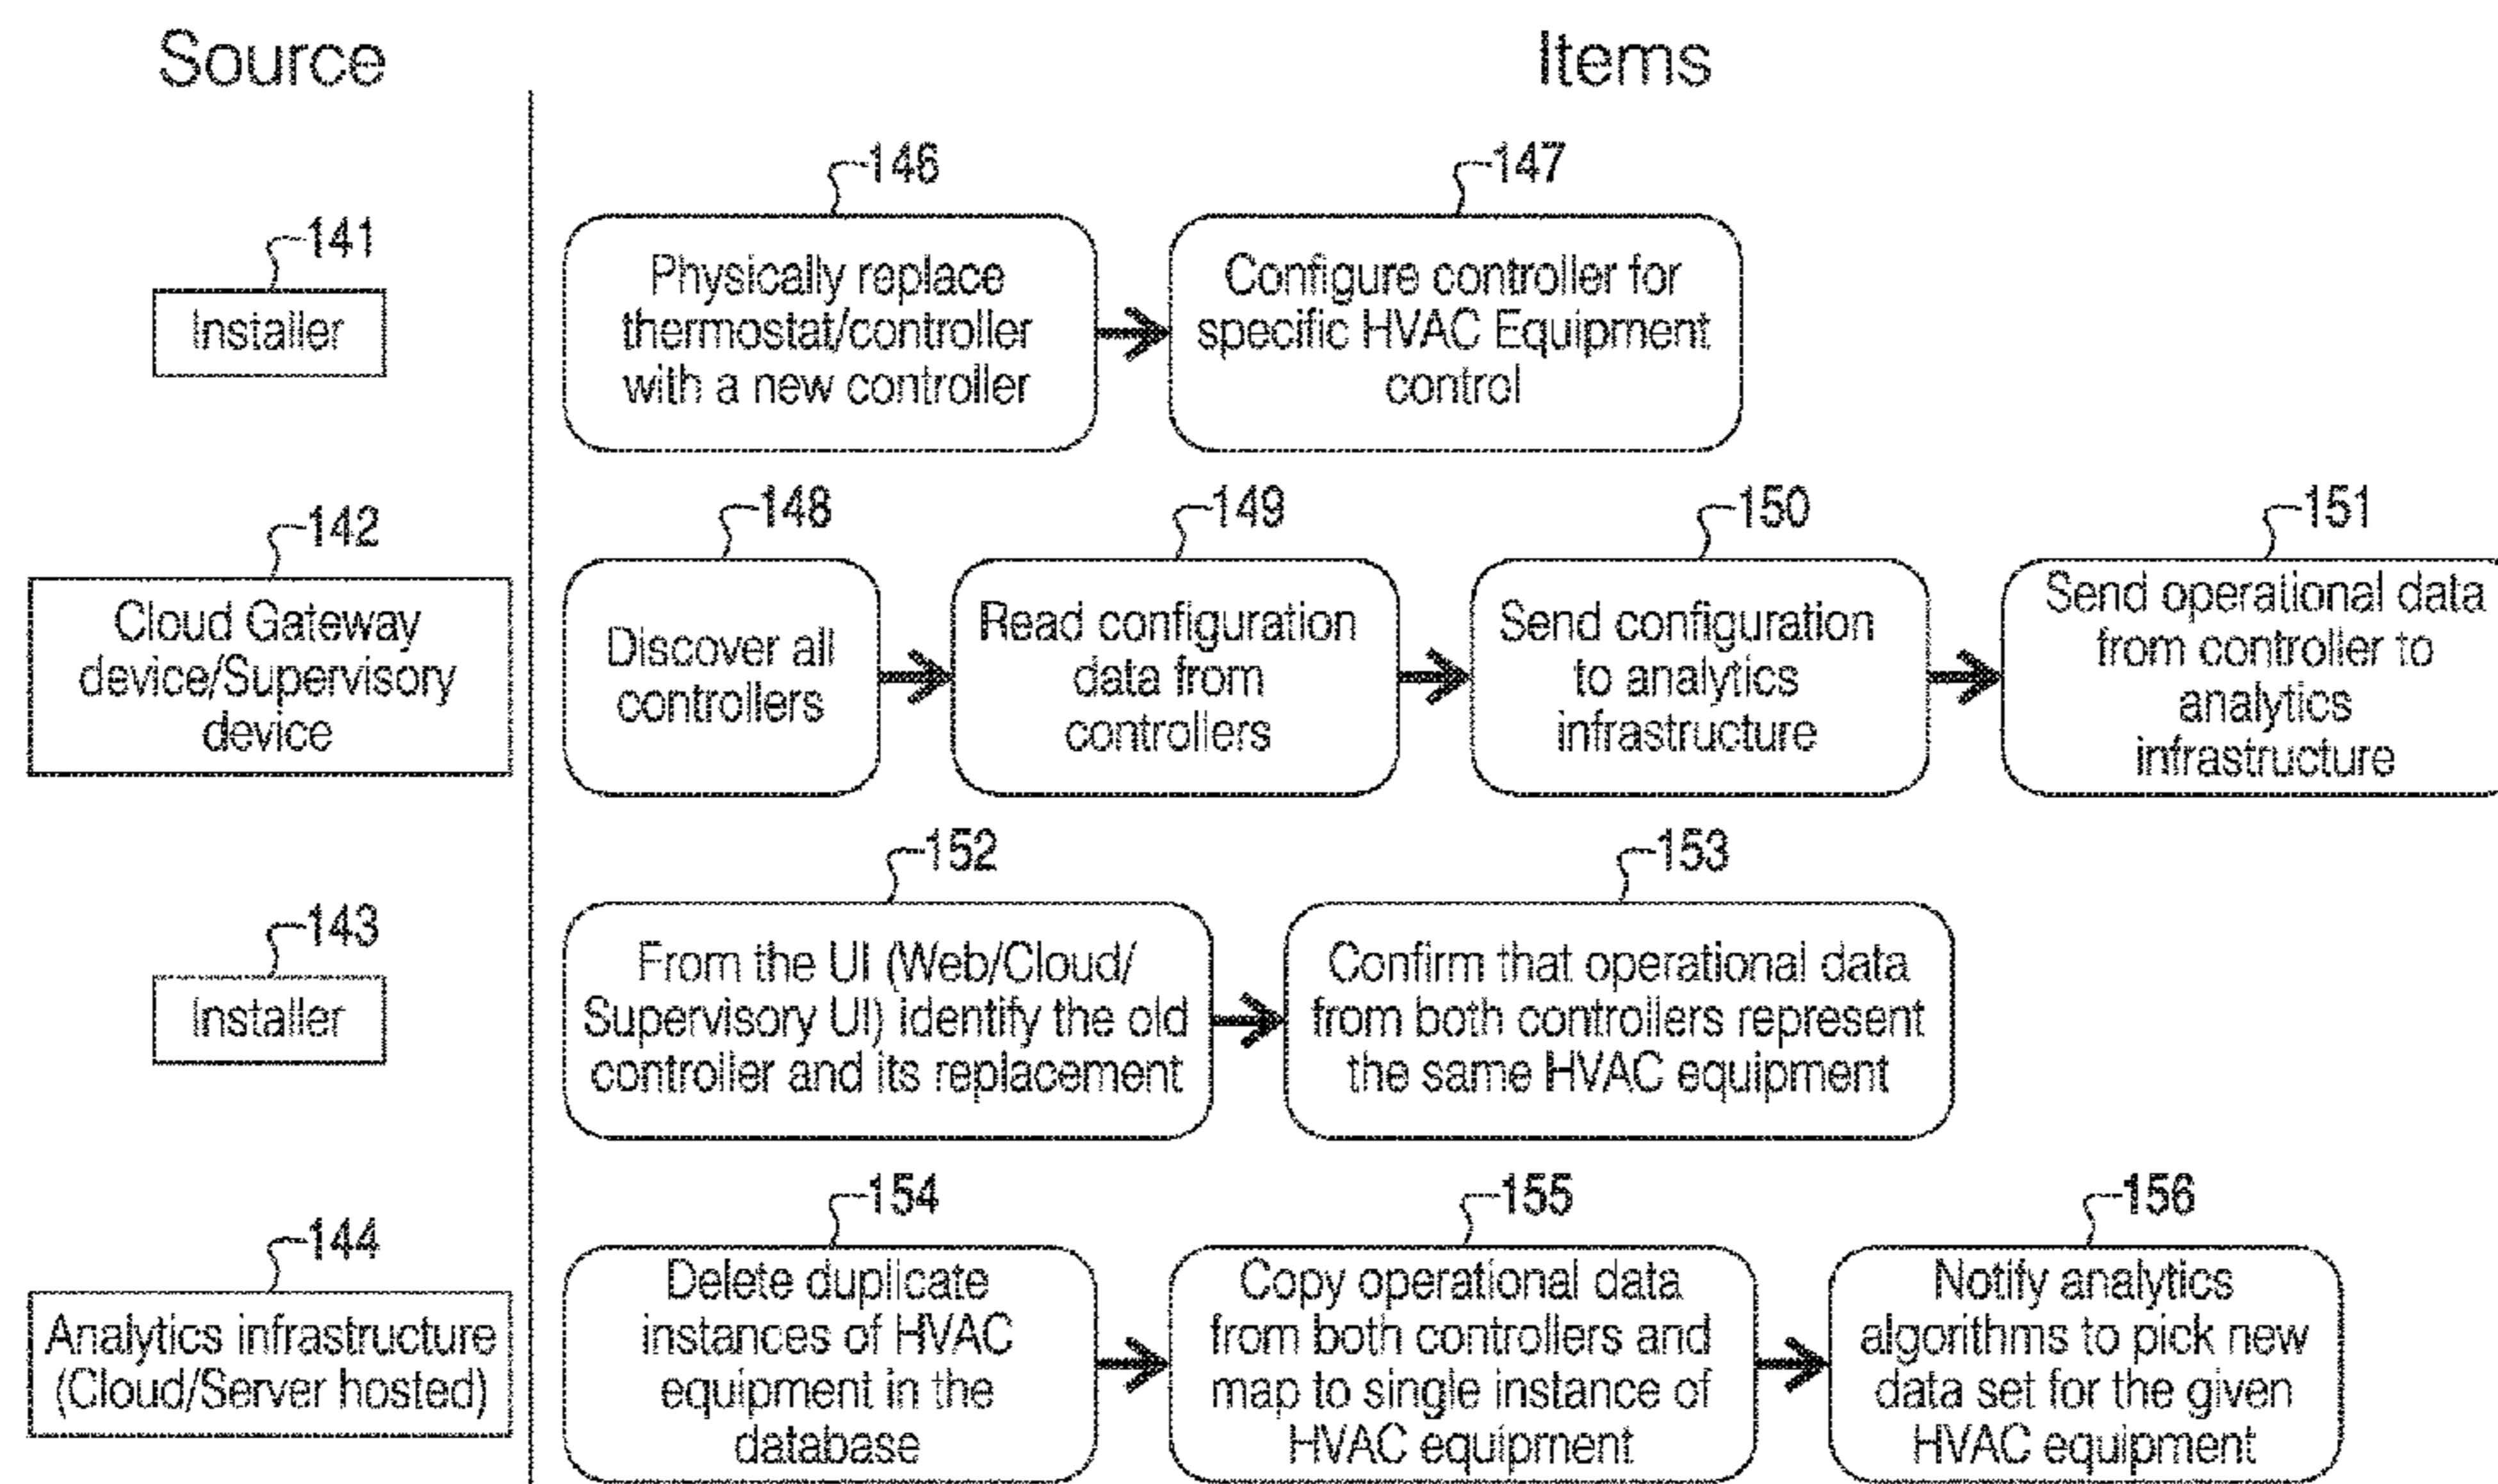 Source
Items
146
147
141
Installer
Physically replace
thermostat/controller
with a new controller
Configure controller for
specific HVAC Equipment
control
142
148
149
150
151
Cloud Gateway
device/Supervisory
device
Discover all
controllers
Read configuration
data from
controllers
Send configuration
to analytics
infrastructure
Send operational data
from controller to
analytics
infrastructure
152
153
143
Installer
From the UI (Web/Cloud/
Supervisory UI) identify the old
controller and its replacement
Confirm that operational data
from both controllers represent
the same HVAC equipment
154
155
156
144
Analytics infrastructure
(Cloud/Server hosted)
Delete duplicate
instances of HVAC
equipment in the
database
Copy operational data
from both controllers and
map to single instance of
HVAC equipment
Notify analytics
algorithms to pick new
data set for the given
HVAC equipment